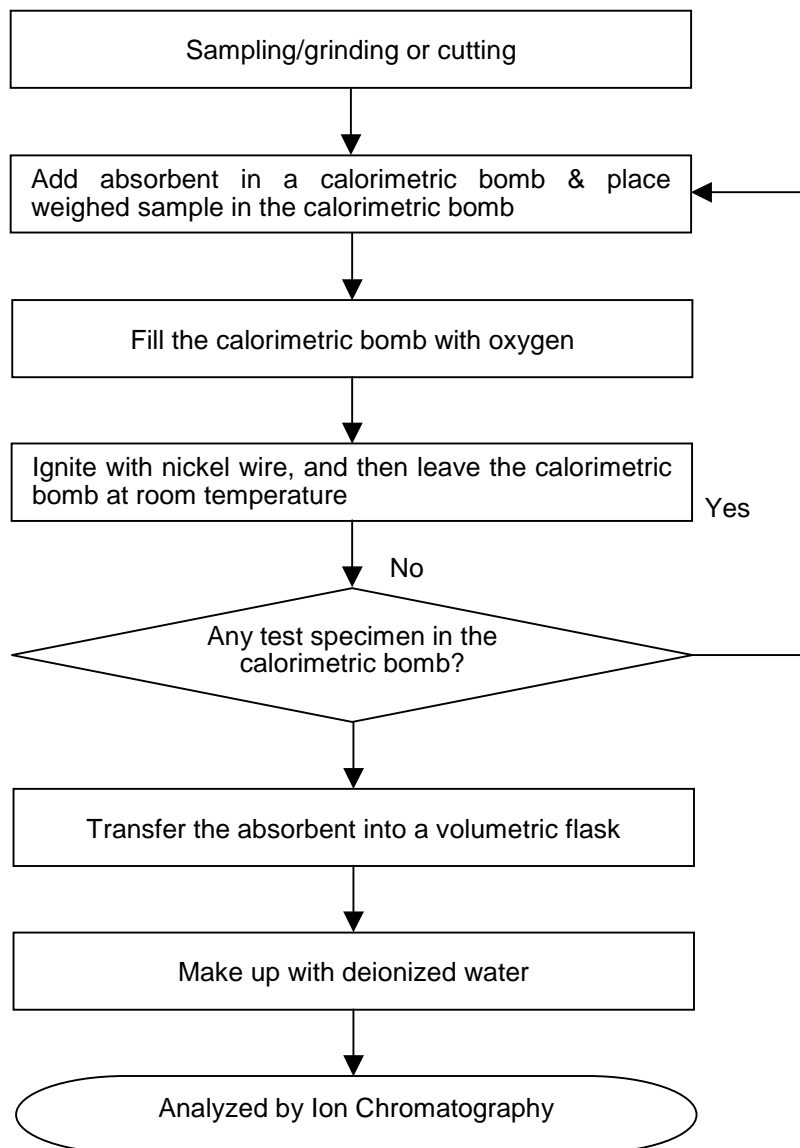 Sampling/grinding or cutting
Add absorbent in a calorimetric bomb & place
weighed sample in the calorimetric bomb
Fill the calorimetric bomb with oxygen
Ignite with nickel wire, and then leave the calorimetric
bomb at room temperature
Yes
No
Any test specimen in the
calorimetric bomb?
Transfer the absorbent into a volumetric flask
Make up with deionized water
Analyzed by Ion Chromatography